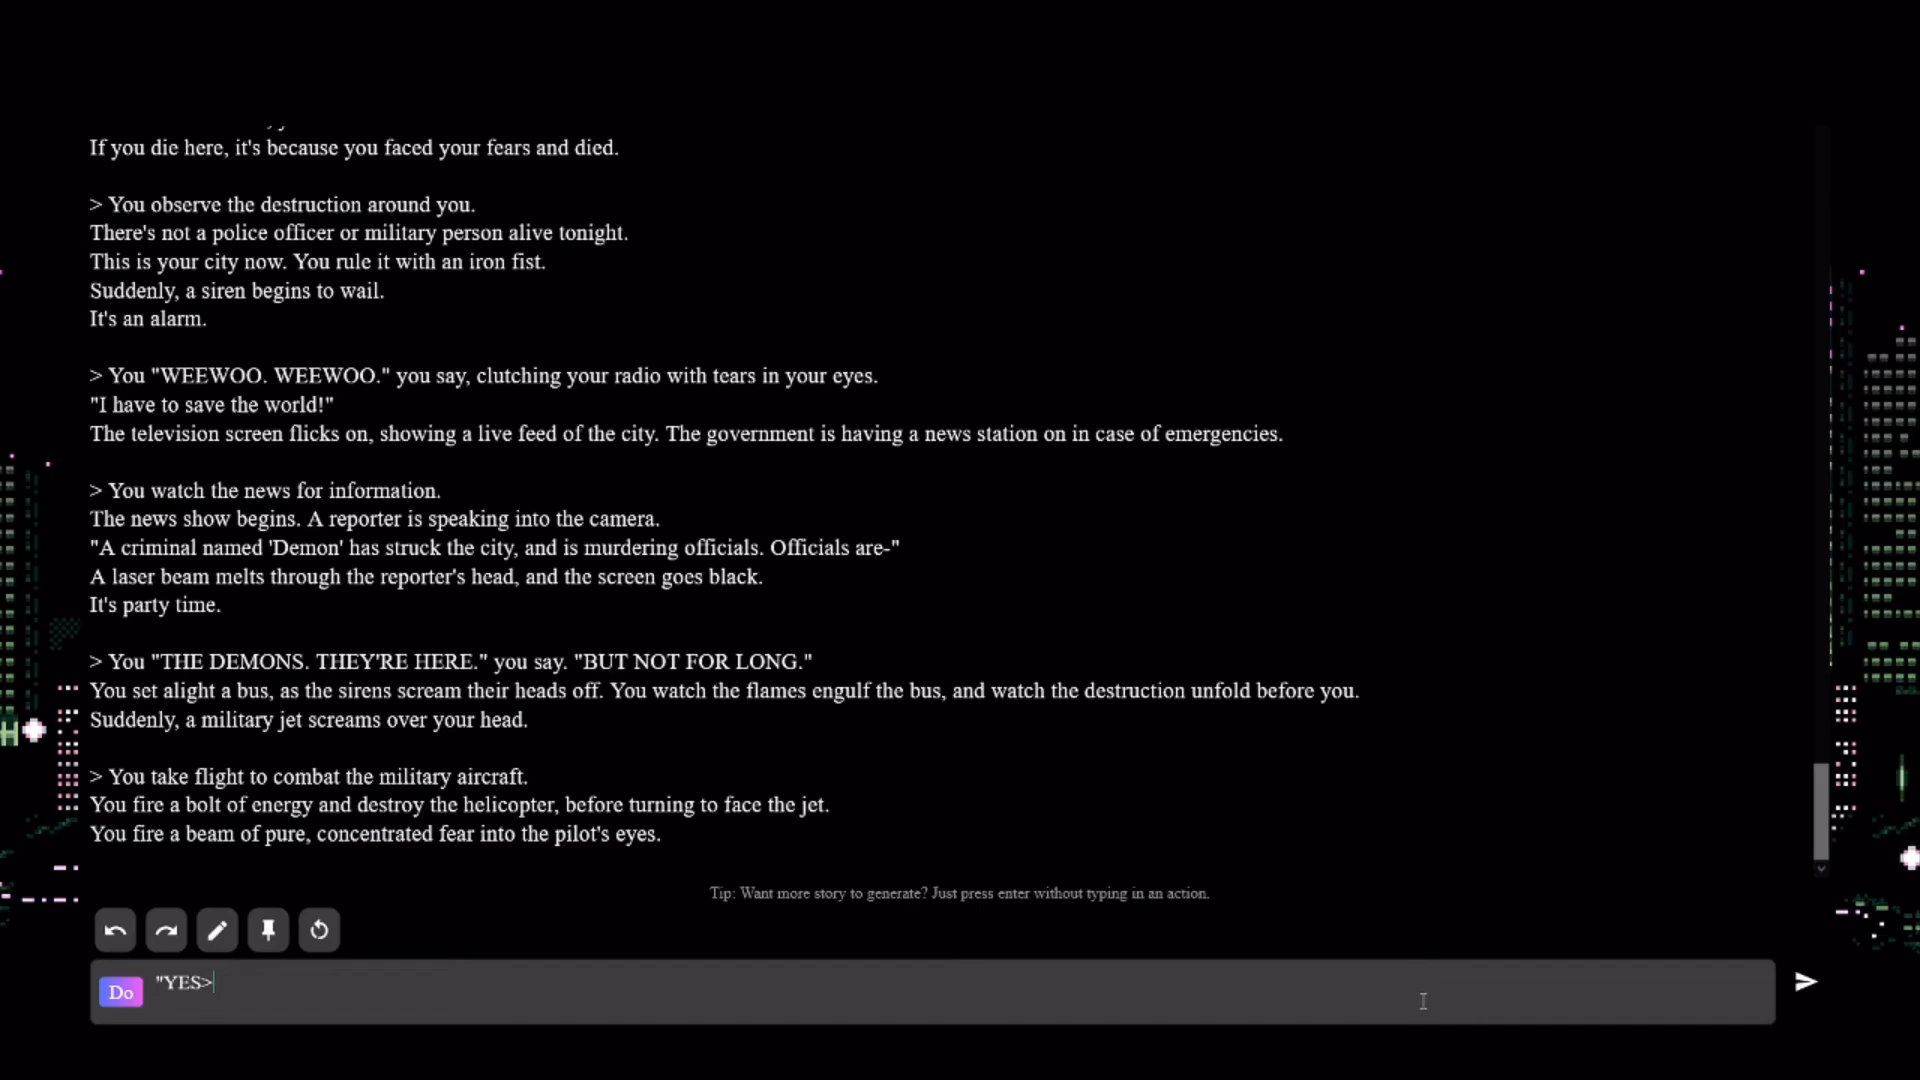 If you die here, it's because you faced your fears and died.
> You observe the destruction around you.
There's not a police officer or military person alive tonight.
This is your city now. You rule it with an iron fist.
Suddenly, a siren begins to wail.
It's an alarm.
> You "WEEWOO. WEEWOO." you say, clutching your radio with tears in your eyes.
"I have to save the world!"
The television screen flicks on, showing a live feed of the city. The government is having a news station on in case of emergencies.
> You watch the news for information.
The news show begins. A reporter is speaking into the camera.
"A criminal named 'Demon' has struck the city, and is murdering officials. Officials are-"
A laser beam melts through the reporter's head, and the screen goes black.
It's party time.
> You "THE DEMONS. THEY'RE HERE." you say. "BUT NOT FOR LONG."
You set alight a bus, as the sirens scream their heads off. You watch the flames engulf the bus, and watch the destruction unfold before you.
Suddenly, a military jet screams over your head.
> You take flight to combat the military aircraft.
You fire a bolt of energy and destroy the helicopter, before turning to face the jet.
You fire a beam of pure, concentrated fear into the pilot's eyes.
Tip: Want more story to generate? Just press enter without typing in an action.
Do "YES>